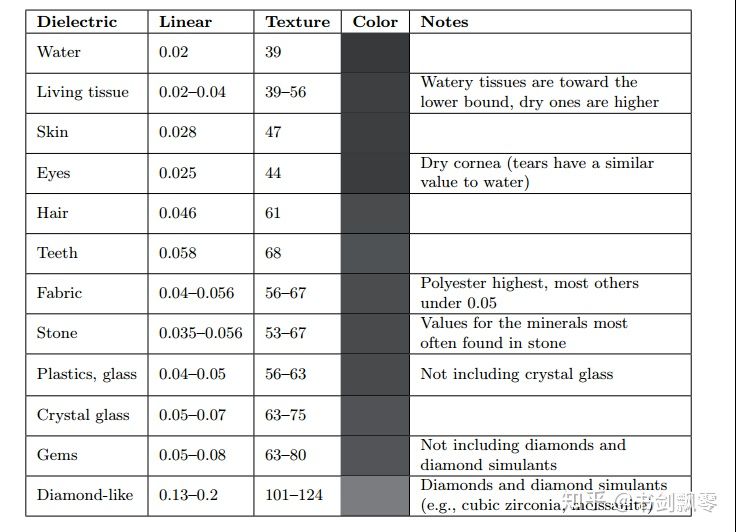 Dielectric Linear Texture Color Notes
Water 0.02 39
Living tissue 0.02–0.04 39–56 Watery tissues are toward the
lower bound, dry ones are higher
Skin 0.028 47
Eyes 0.025 44 Dry cornea (tears have a similar
value to water)
Hair 0.046 61
Teeth 0.058 68
Fabric 0.04–0.056 56–67 Polyester highest, most others
under 0.05
Stone 0.035–0.056 53–67 Values for the minerals most
often found in stone
Plastics, glass 0.04–0.05 56–63 Not including crystal glass
Crystal glass 0.05–0.07 63–75
Gems 0.05–0.08 63–80 Not including diamonds and
diamond simulants
Diamond-like 0.13–0.2 101–124 Diamonds and diamond simulants
(e.g., cubic zirconia, moissanite)
知乎 @书剑飘零